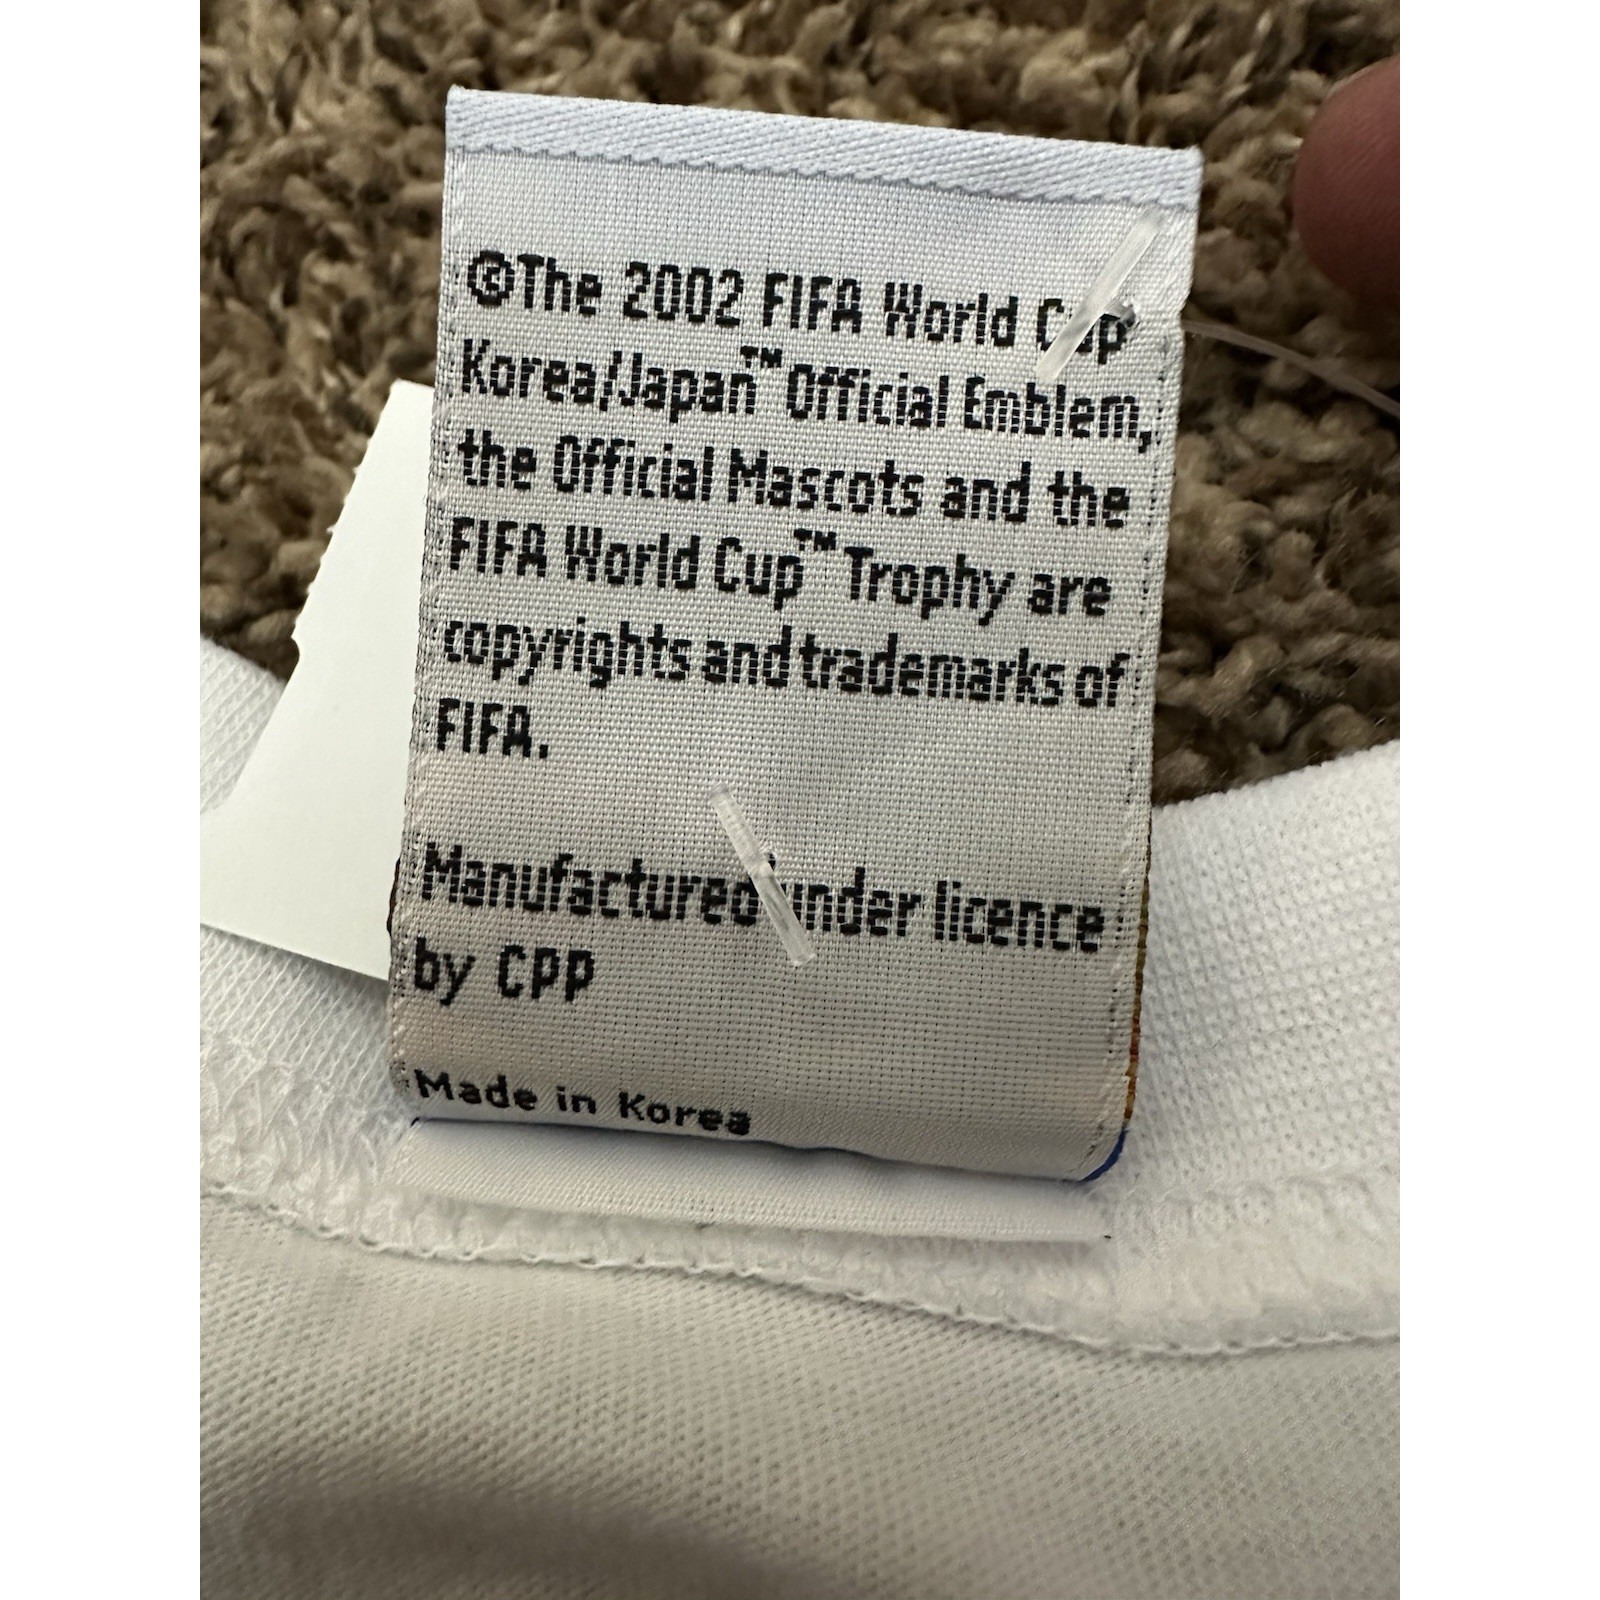 ©The 2002 FIFA World Cup
Korea/Japan™ Official Emblem,
the Official Mascots and the
FIFA World Cup™ Trophy are
copyrights and trademarks of
FIFA.
Manufactured under licence
by CPP
Made in Korea